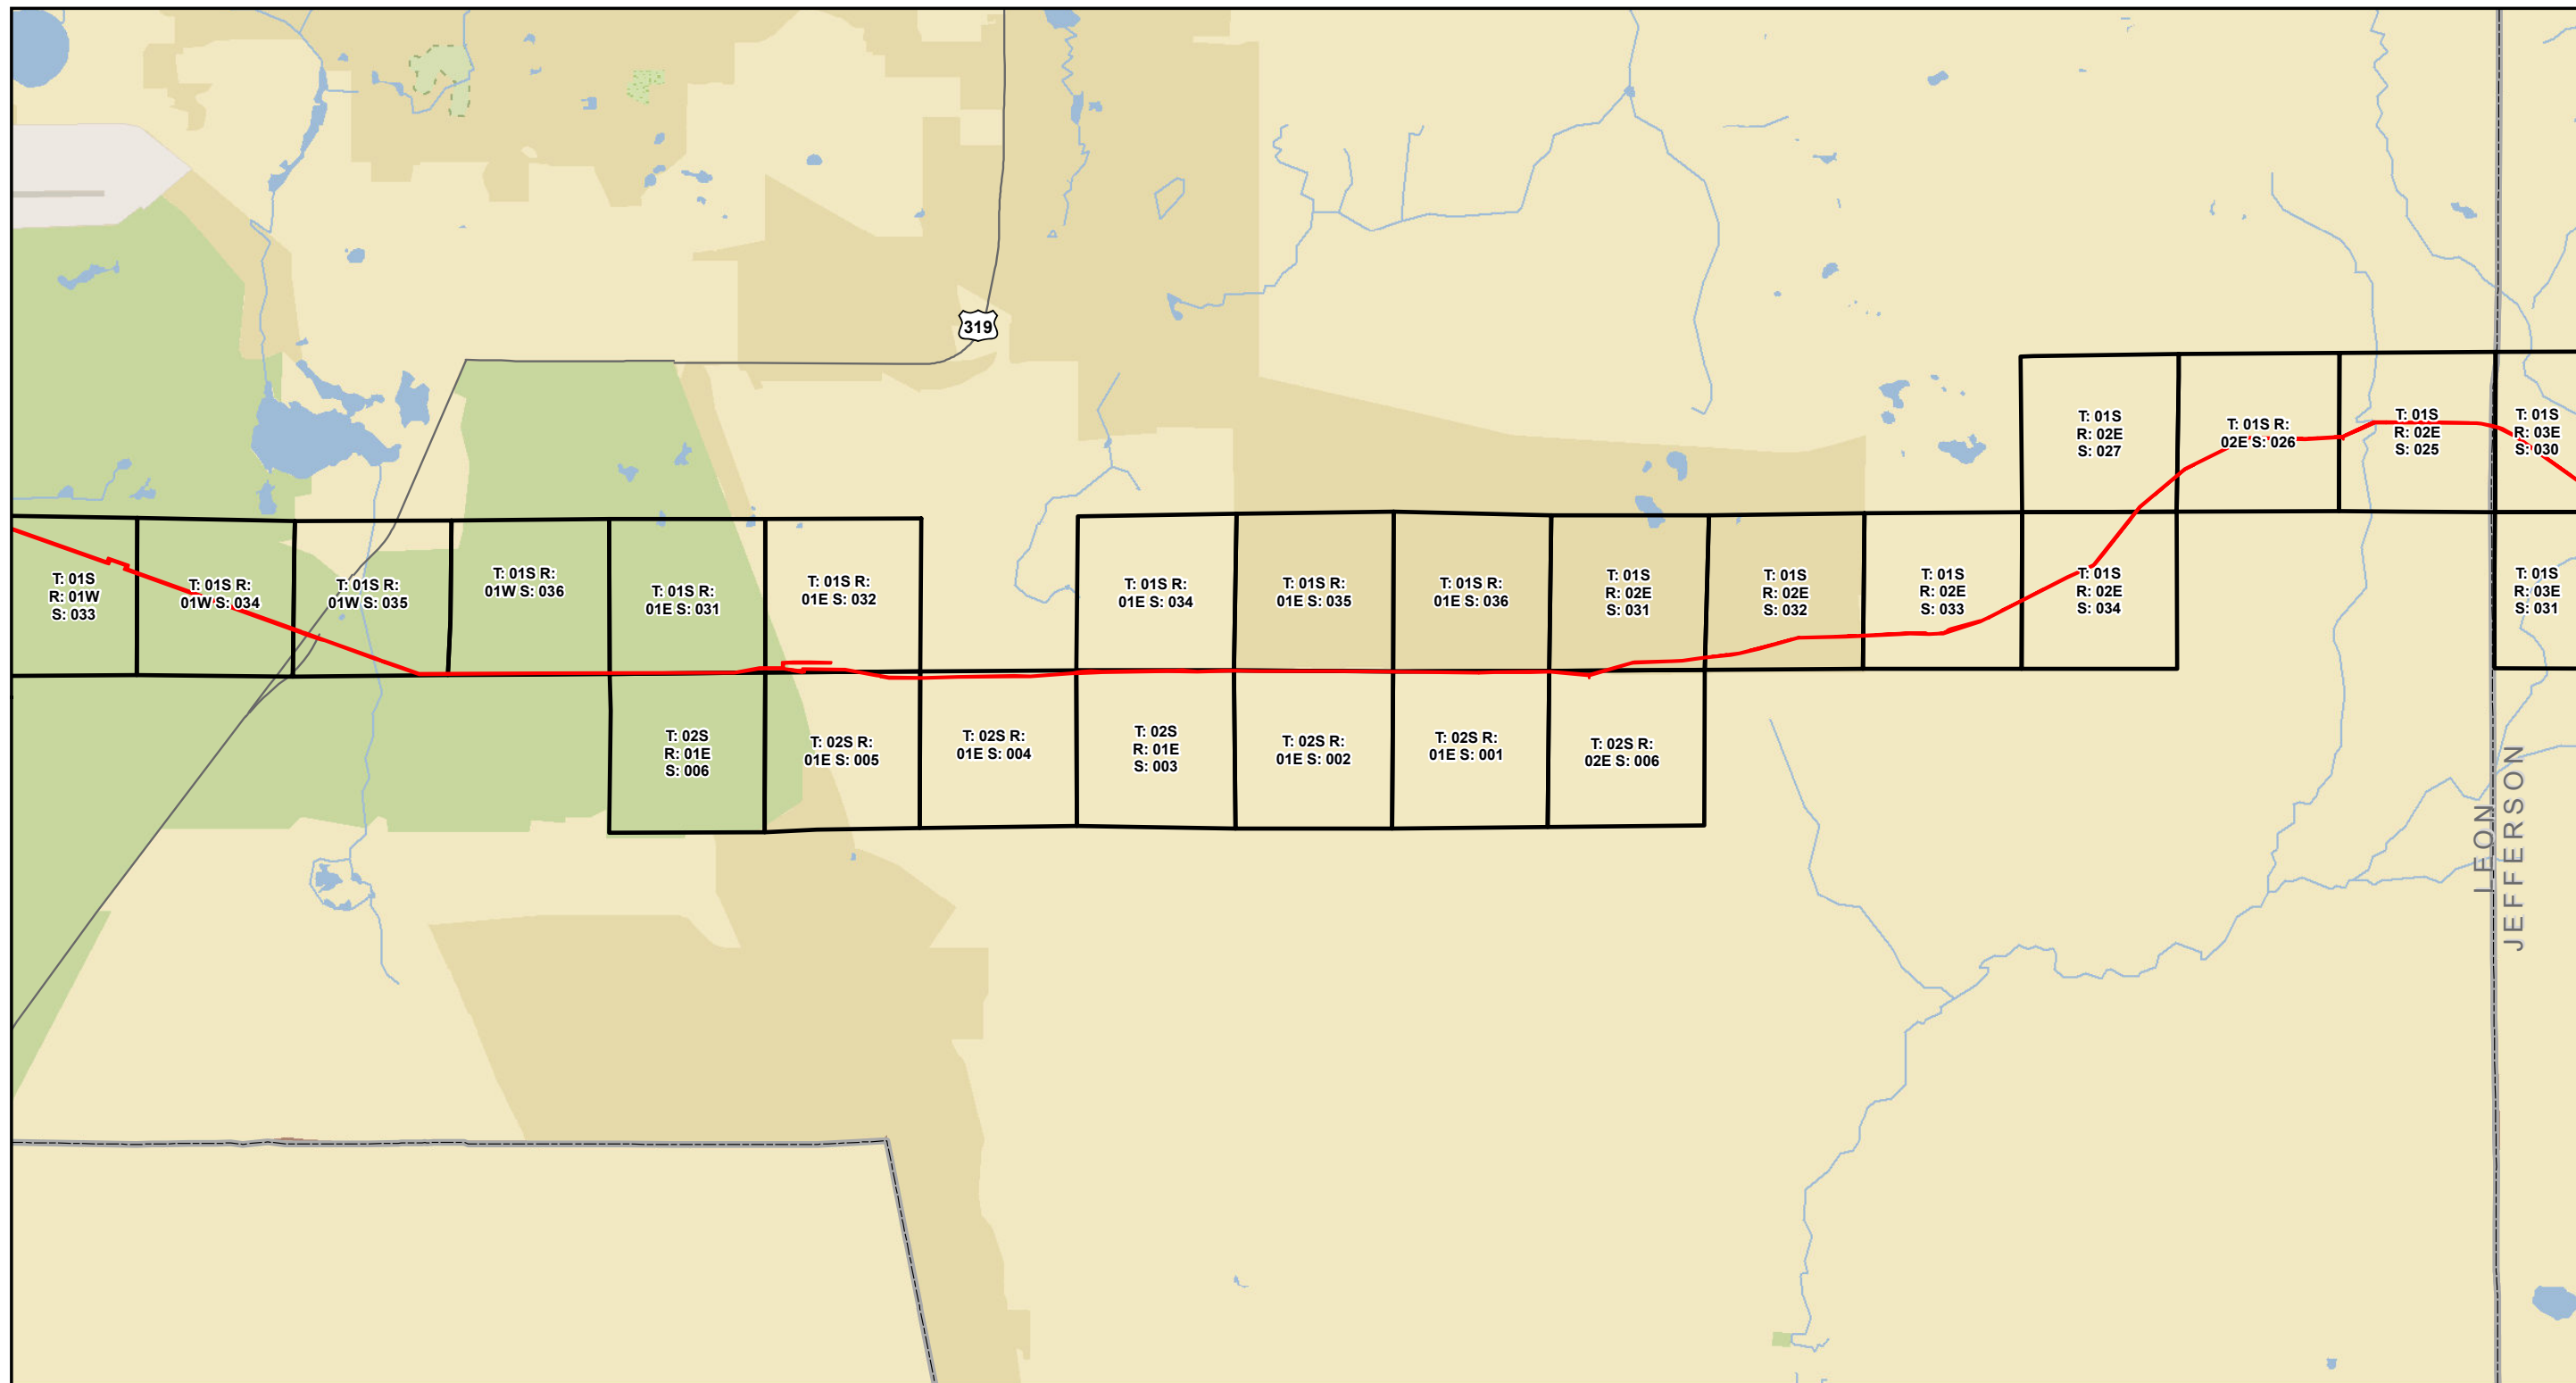 319
T: 01S
R: 02E
S: 027
T: 01S R:
02E S: 026
T: 01S
R: 02E
S: 025
T: 01S
R: 03E
S: 030
T: 01S
R: 01W
S: 033
T: 01S R:
01W S: 034
T: 01S R:
01W S: 035
T: 01S R:
01W S: 036
T: 01S R:
01E S: 031
T: 01S R:
01E S: 032
T: 01S R:
01E S: 034
T: 01S R:
01E S: 035
T: 01S R:
01E S: 036
T: 01S
R: 02E
S: 031
T: 01S
R: 02E
S: 032
T: 01S
R: 02E
S: 033
T: 01S
R: 02E
S: 034
T: 01S
R: 03E
S: 031
T: 02S
R: 01E
S: 006
T: 02S R:
01E S: 005
T: 02S R:
01E S: 004
T: 02S
R: 01E
S: 003
T: 02S R:
01E S: 002
T: 02S R:
01E S: 001
T: 02S R:
02E S: 006
LEON
JEFFERSON